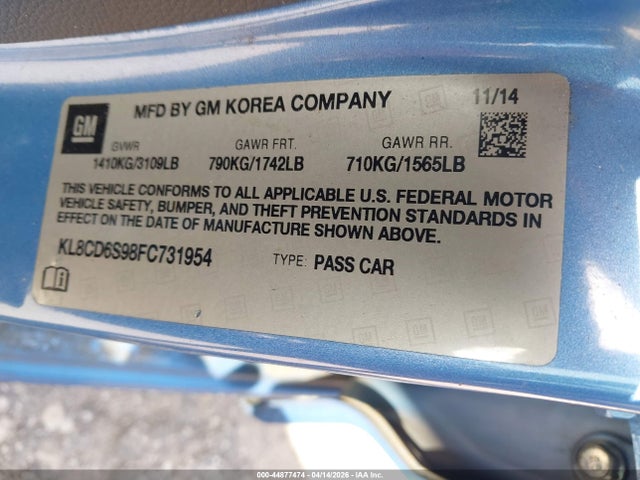 GM
MFD BY GM KOREA COMPANY 11/14
GVWR GAWR FRT. GAWR RR.
1410KG/3109LB 790KG/1742LB 710KG/1565LB
THIS VEHICLE CONFORMS TO ALL APPLICABLE U.S. FEDERAL MOTOR
VEHICLE SAFETY, BUMPER, AND THEFT PREVENTION STANDARDS IN
EFFECT ON THE DATE OF MANUFACTURE SHOWN ABOVE.
KL8CD6S98FC731954 TYPE: PASS CAR
000-44877474 04/14/2026